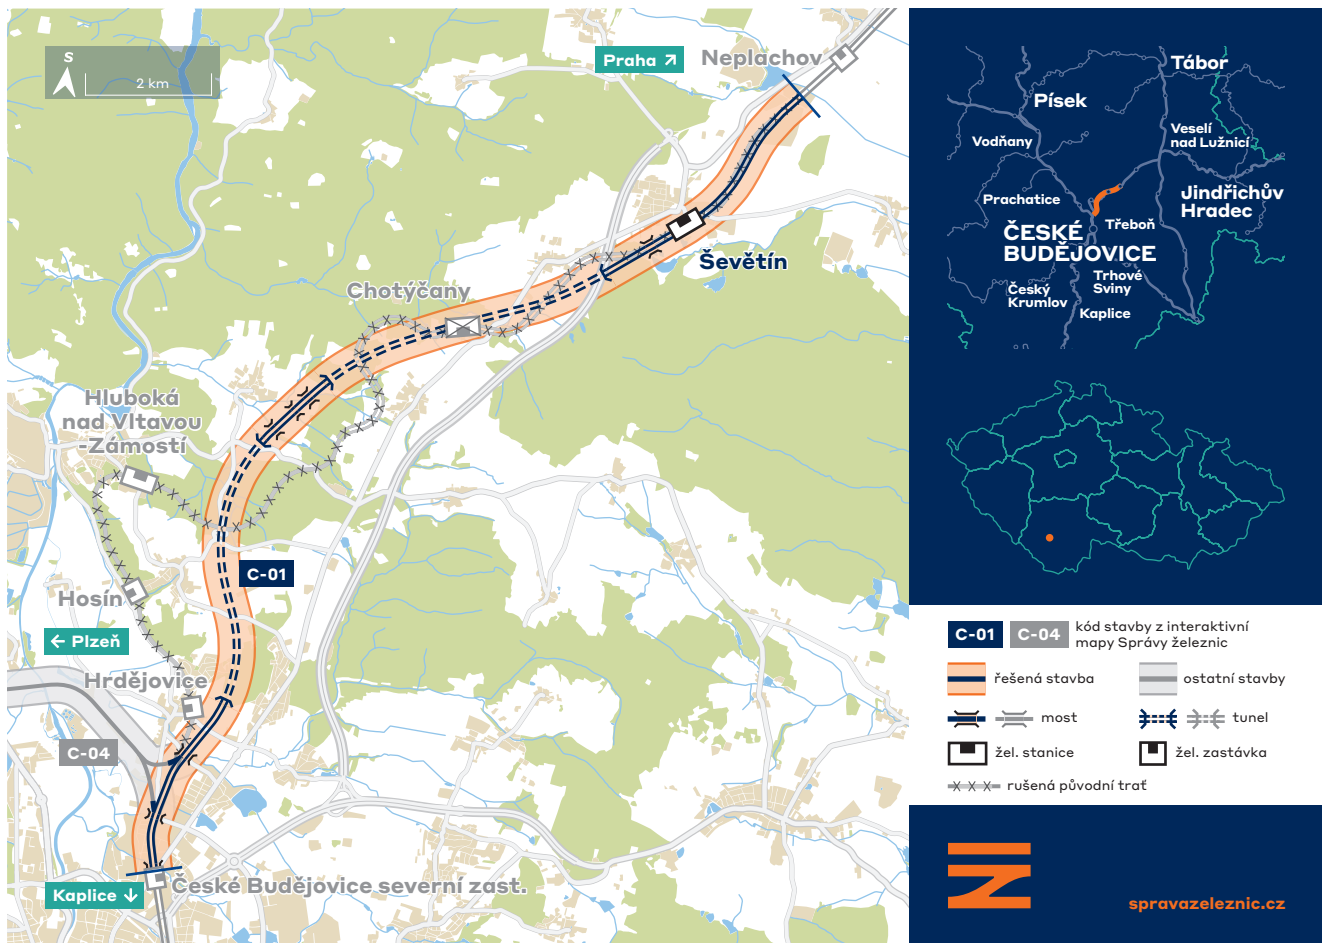 S
2 km
Praha ↗
Neplachov
Ševětín
Chotýčany
Hluboká
nad Vltavou
-Zámostí
C-01
Hosín
← Plzeň
Hrdějovice
C-04
Kaplice ↓
České Budějovice severní zast.
Tábor
Písek
Veselí
nad Lužnicí
Vodňany
Prachatice
Jindřichův
Hradec
Třeboň
ČESKÉ
BUDĚJOVICE
Trhové
Sviny
Český
Krumlov
Kaplice
C-01 C-04 kód stavby z interaktivní
mapy Správy železnic
řešená stavba
ostatní stavby
most
tunel
žel. stanice
žel. zastávka
rušená původní trať
spravazeleznic.cz